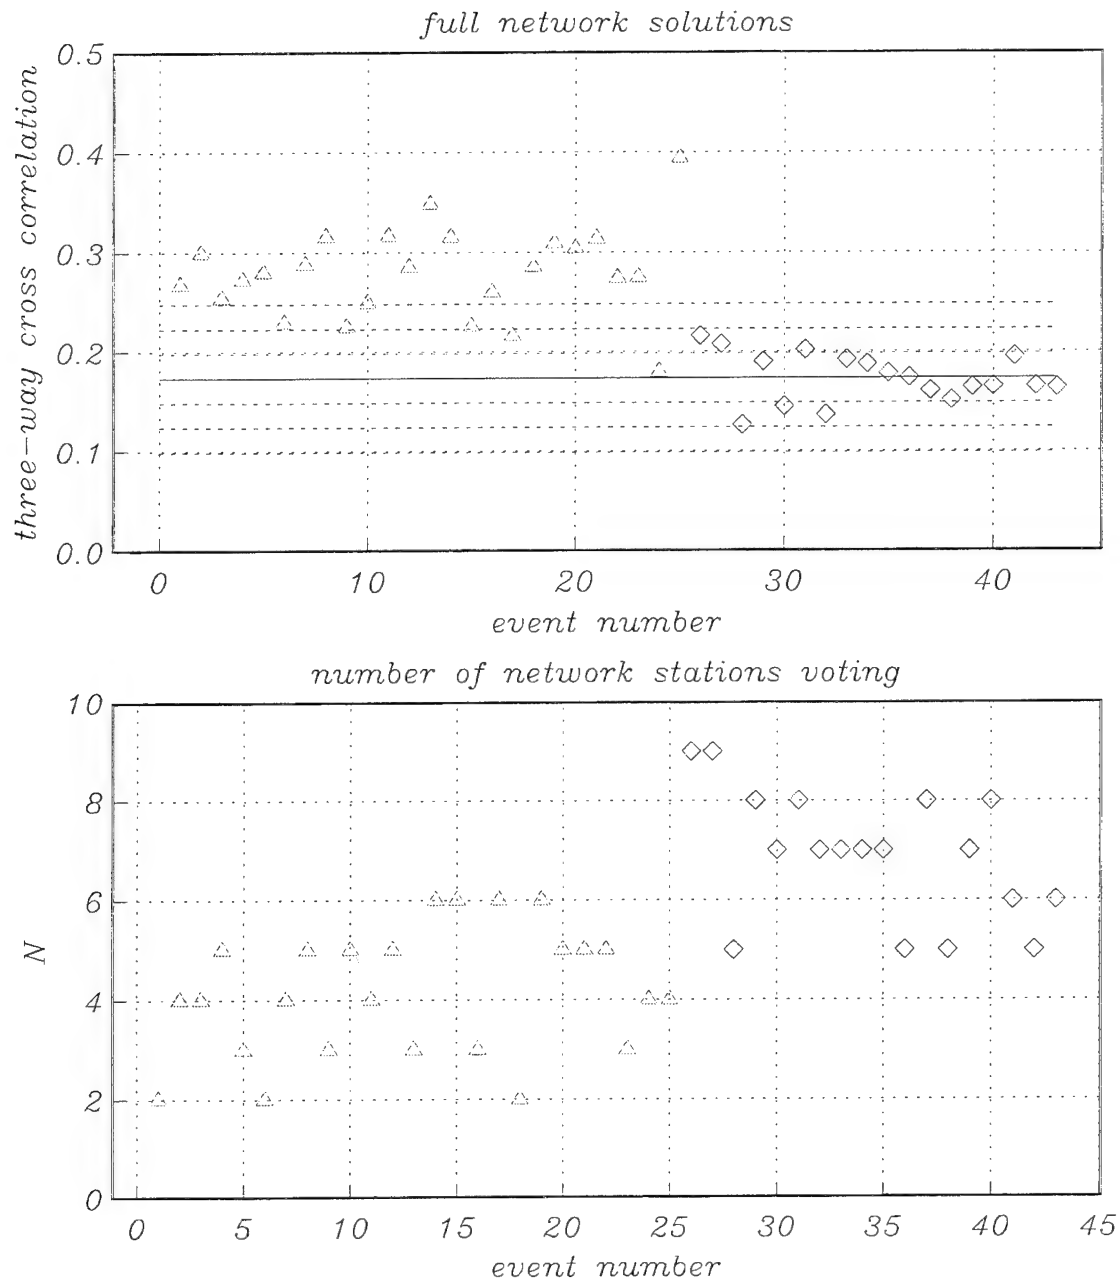 full network solutions
three-way cross correlation
0.5
0.4
0.3
0.2
0.1
0.0
0 10 20 30 40
event number
number of network stations voting
N
10
8
6
4
2
0
0 5 10 15 20 25 30 35 40 45
event number